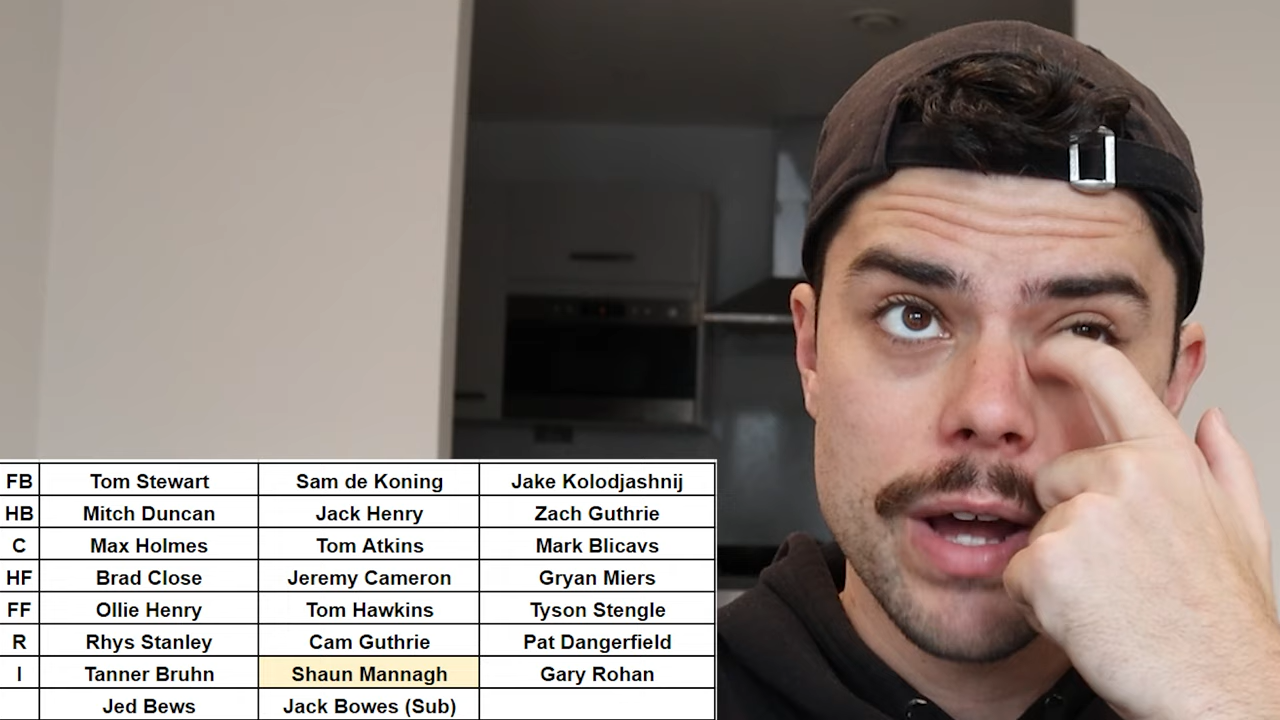 FB Tom Stewart Sam de Koning Jake Kolodjashnij
HB Mitch Duncan Jack Henry Zach Guthrie
C Max Holmes Tom Atkins Mark Blicavs
HF Brad Close Jeremy Cameron Gryan Miers
FF Ollie Henry Tom Hawkins Tyson Stengle
R Rhys Stanley Cam Guthrie Pat Dangerfield
I Tanner Bruhn Shaun Mannagh Gary Rohan
Jed Bews Jack Bowes (Sub)